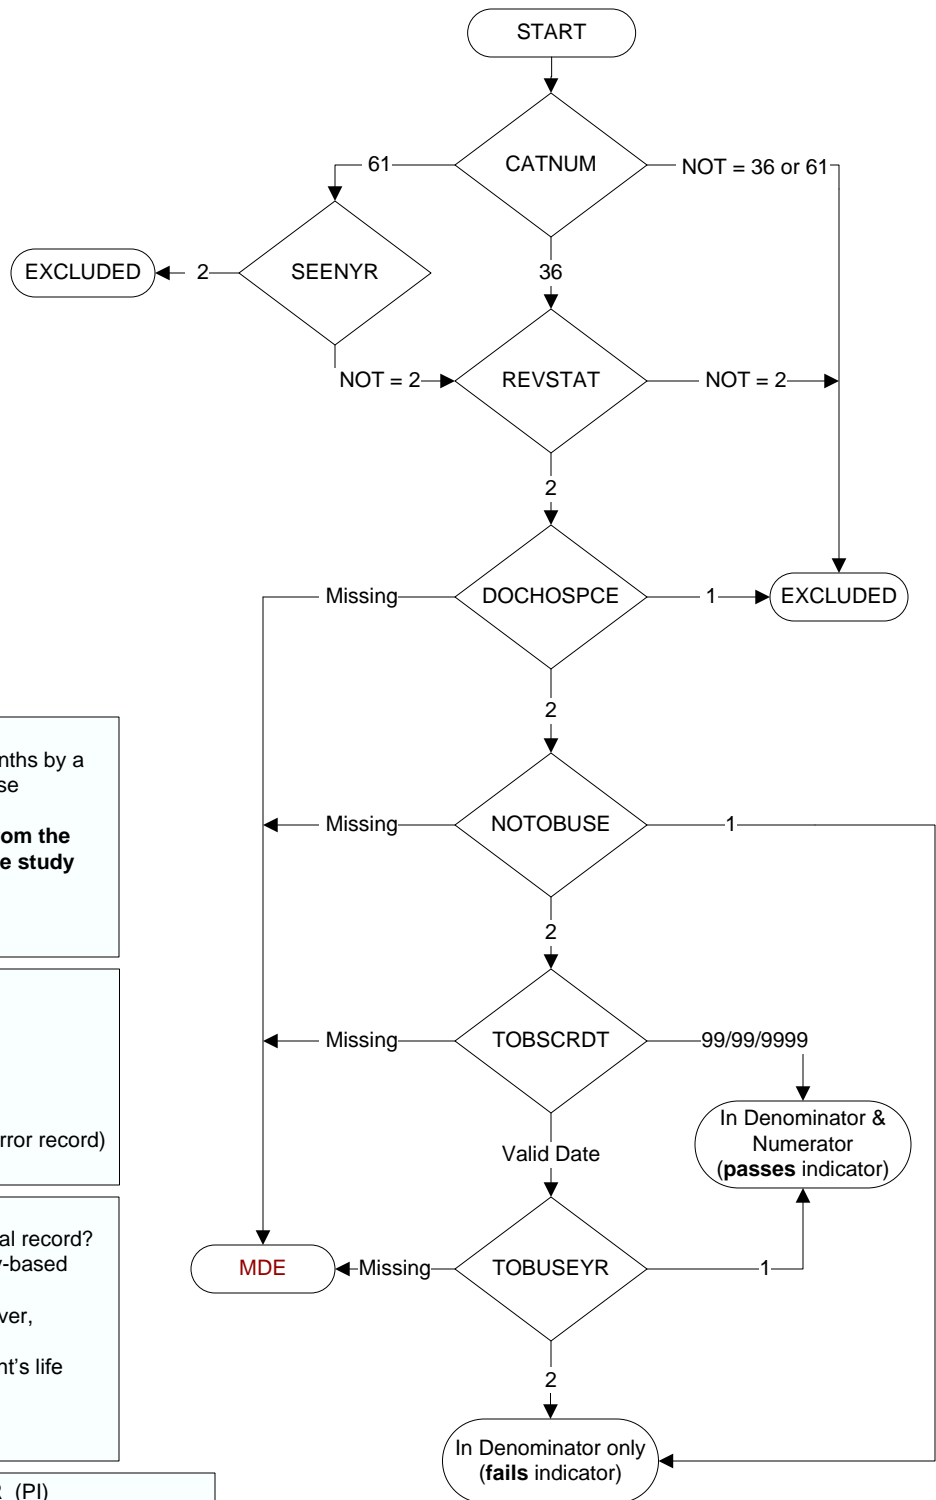 START
CATNUM
61
NOT = 36 or 61
36
SEENYR
EXCLUDED
2
NOT = 2
REVSTAT
NOT = 2
2
Missing
DOCHOSPCE
1
EXCLUDED
2
Missing
NOTOBUSE
1
2
Missing
TOBSCRDT
99/99/9999
In Denominator &
Numerator
(passes indicator)
Valid Date
MDE
Missing
TOBUSEYR
1
2
In Denominator only
(fails indicator)
nths by a
se
om the
e study
rror record)
al record?
y-based
ver,
nt's life
R (PI)